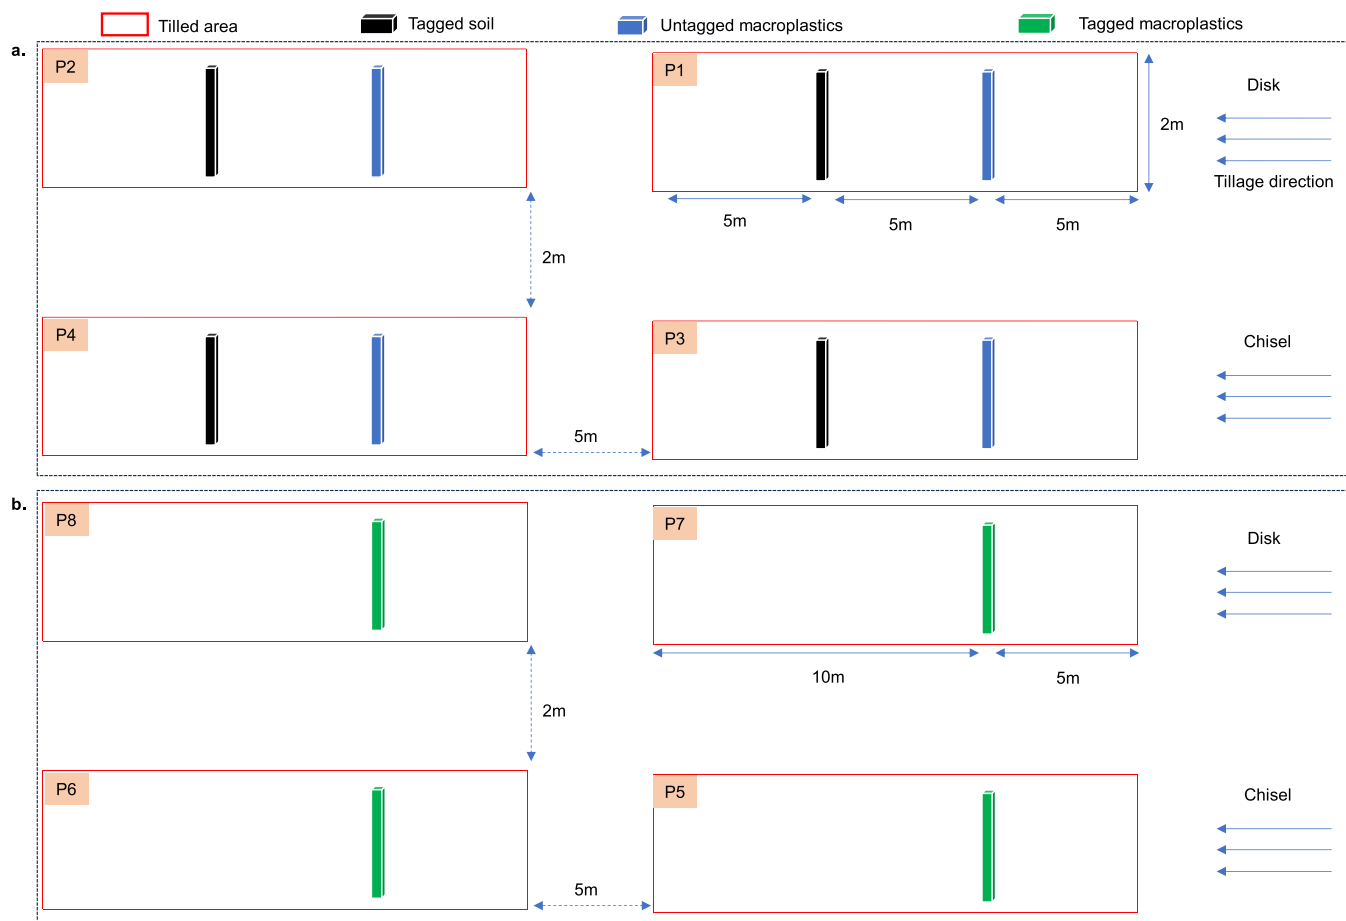 Tilled area
Tagged soil
Untagged macroplastics
Tagged macroplastics
a.
P2
P1
Disk
2m
Tillage direction
5m
5m
5m
2m
P4
P3
Chisel
5m
b.
P8
P7
Disk
10m
5m
2m
P6
P5
Chisel
5m